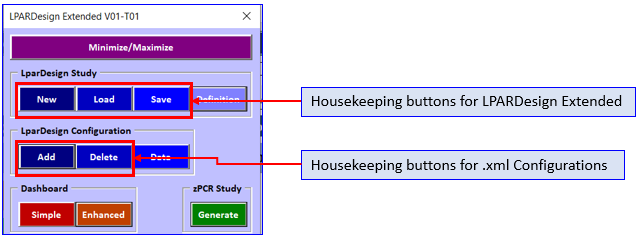 LPARDesign Extended V01-T01
Minimize/Maximize
LparDesign Study
New Load Save Definition
Housekeeping buttons for LPARDesign Extended
LparDesign Configuration
Add Delete Data
Housekeeping buttons for .xml Configurations
Dashboard zPCR Study
Simple Enhanced Generate